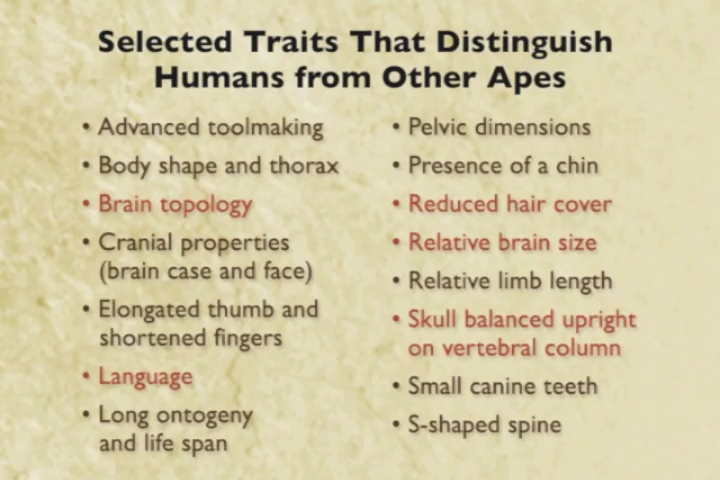 Selected Traits That Distinguish
Humans from Other Apes
• Advanced toolmaking
• Body shape and thorax
• Brain topology
• Cranial properties
(brain case and face)
• Elongated thumb and
shortened fingers
• Language
• Long ontogeny
and life span
• Pelvic dimensions
• Presence of a chin
• Reduced hair cover
• Relative brain size
• Relative limb length
• Skull balanced upright
on vertebral column
• Small canine teeth
• S-shaped spine